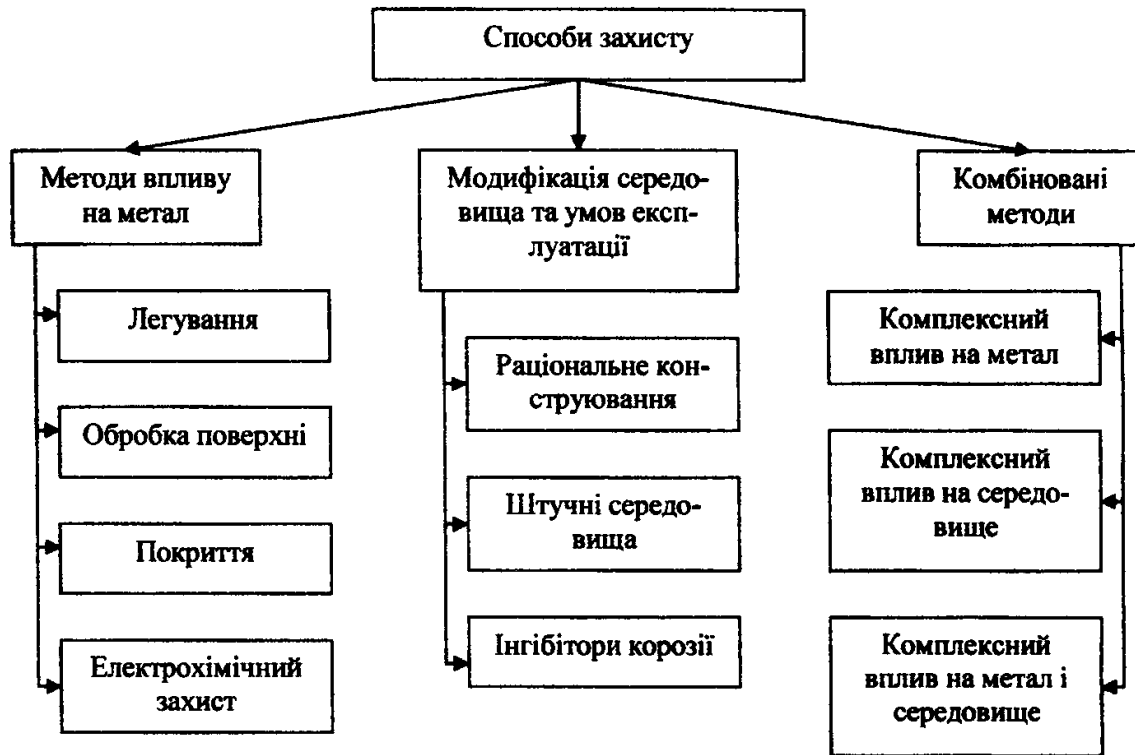 Способи захисту
Методи впливу
на метал
Модифікація середо-
вища та умов експ-
луатації
Комбіновані
методи
Легування
Обробка поверхні
Покриття
Електрохімічний
захист
Раціональне кон-
струювання
Штучні середо-
вища
Інгібітори корозії
Комплексний
вплив на метал
Комплексний
вплив на середо-
вище
Комплексний
вплив на метал і
середовище